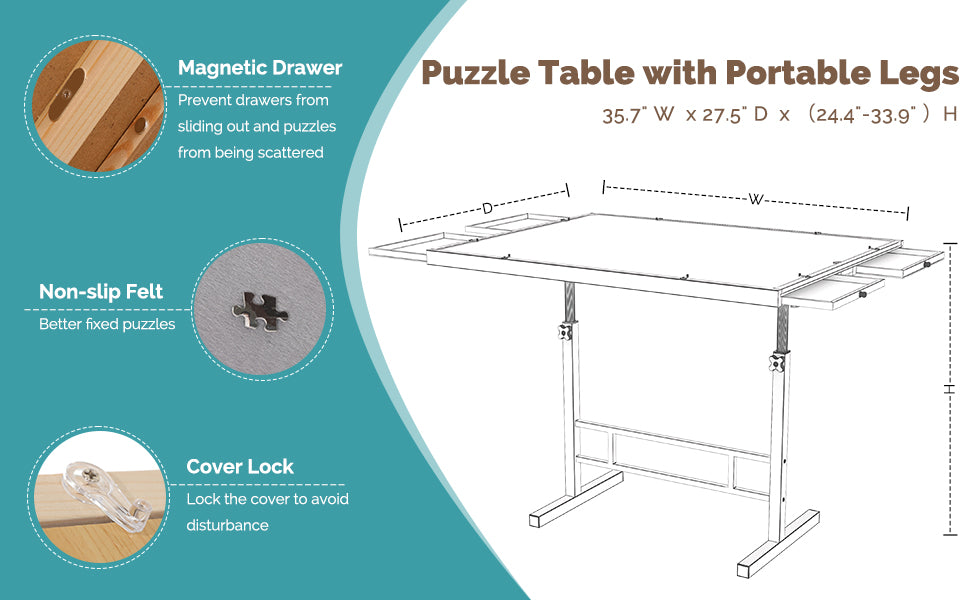 Magnetic Drawer
Prevent drawers from
sliding out and puzzles
from being scattered
Non-slip Felt
Better fixed puzzles
Cover Lock
Lock the cover to avoid
disturbance
Puzzle Table with Portable Legs
35.7" W x 27.5" D x （24.4"-33.9" ）H
D
W
H